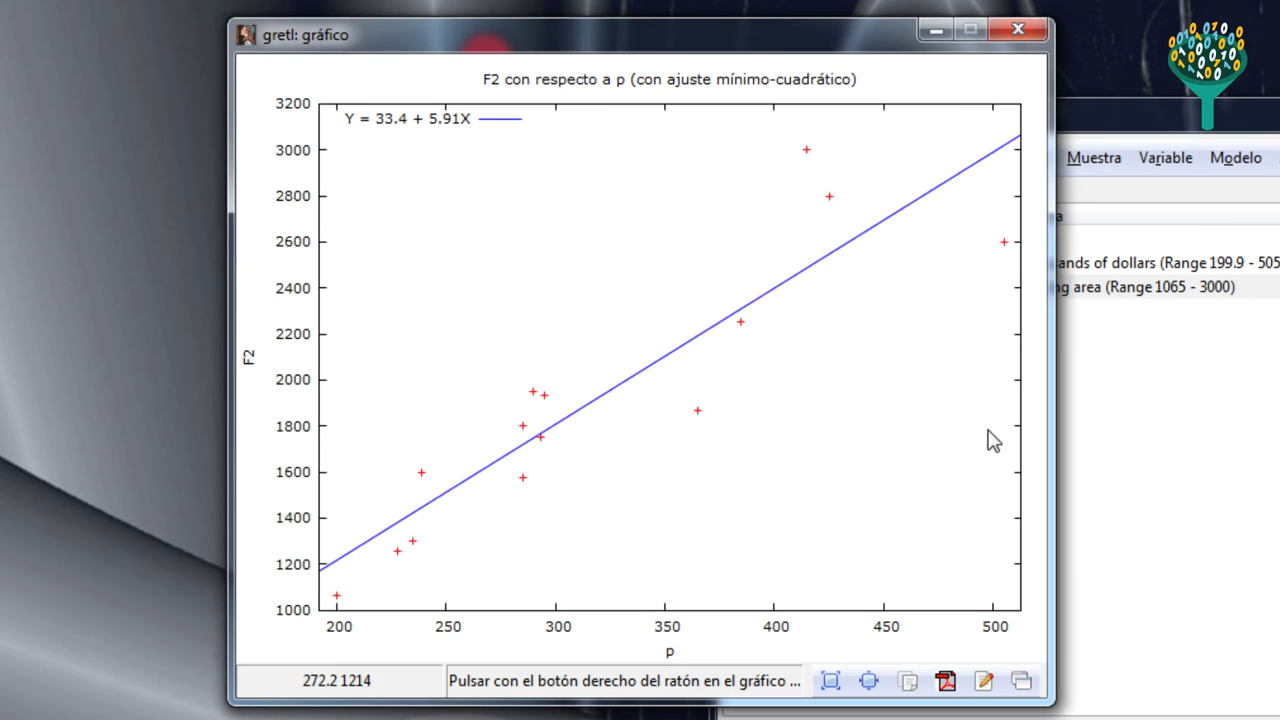 gretl: gráfico
F2 con respecto a p (con ajuste mínimo-cuadrático)
Y = 33.4 + 5.91X
3200
3000
2800
2600
2400
2200
2000
1800
1600
1400
1200
1000
F2
200 250 300 350 400 450 500
p
272.2 1214
Pulsar con el botón derecho del ratón en el gráfico ...
Muestra Variable Modelo
a
ands of dollars (Range 199.9 - 505
g area (Range 1065 - 3000)